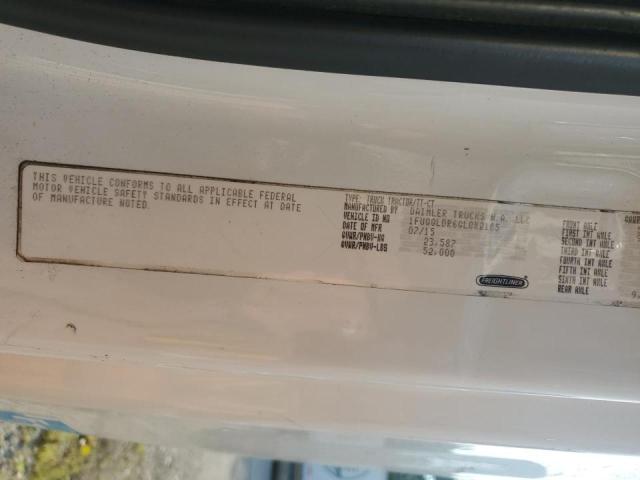 THIS VEHICLE CONFORMS TO ALL APPLICABLE FEDERAL
MOTOR VEHICLE SAFETY STANDARDS IN EFFECT AT DATE
OF MANUFACTURE NOTED.
TYPE: TRUCK TRACTOR/TT-CT
MANUFACTURED BY DAIMLER TRUCKS N.A. LLC
VEHICLE ID NO
DATE OF MFR 07/15
GVWR/PNBV-KG 23,587
GVWR/PNBV-LBS 52,000
FREIGHTLINER
FRONT AXLE
FIRST INT AXLE
SECOND INT AXLE
THIRD INT AXLE
FOURTH INT AXLE
FIFTH INT AXLE
SIXTH INT AXLE
REAR AXLE